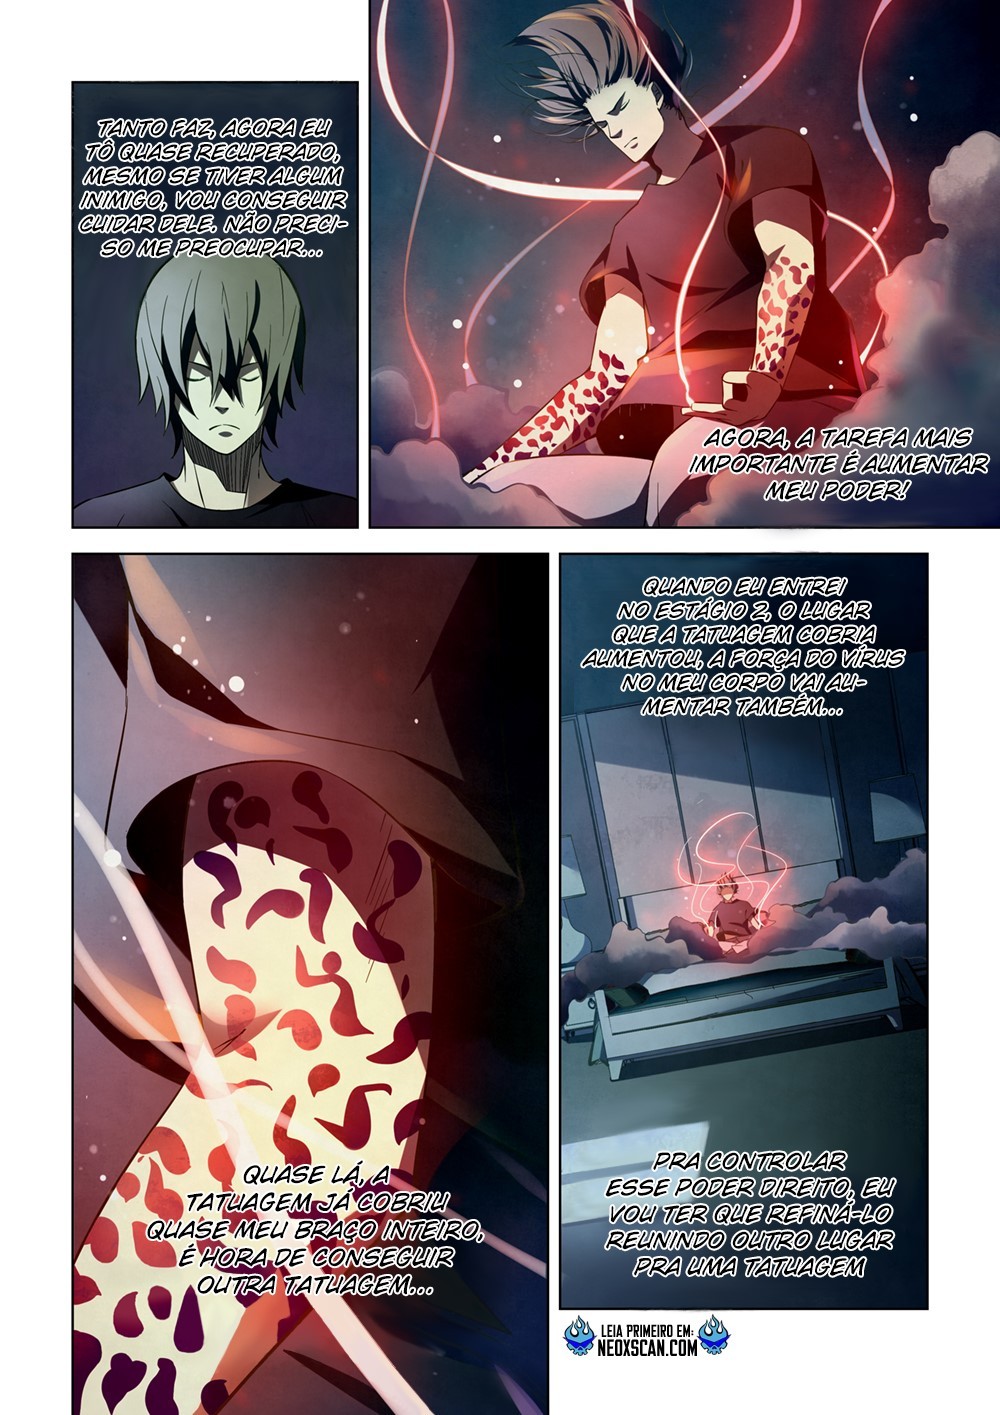 TANTO FAZ, AGORA EU
TÔ QUASE RECUPERADO,
MESMO SE TIVER ALGUM
INIMIGO, VOU CONSEGUIR
CUIDAR DELE. NÃO PRECI-
SO ME PREOCUPAR...
AGORA, A TAREFA MAIS
IMPORTANTE É AUMENTAR
MEU PODER!
QUASE LÁ, A
TATUAGEM JÁ COBRIU
QUASE MEU BRAÇO INTEIRO,
É HORA DE CONSEGUIR
OUTRA TATUAGEM...
QUANDO EU ENTREI
NO ESTÁGIO 2, O LUGAR
QUE A TATUAGEM COBRIA
AUMENTOU, A FORÇA DO VÍRUS
NO MEU CORPO VAI AU-
MENTAR TAMBÉM...
PRA CONTROLAR
ESSE PODER DIREITO, EU
VOU TER QUE REFINÁ-LO
REUNINDO OUTRO LUGAR
PRA UMA TATUAGEM
LEIA PRIMEIRO EM:
NEOXSCAN.COM